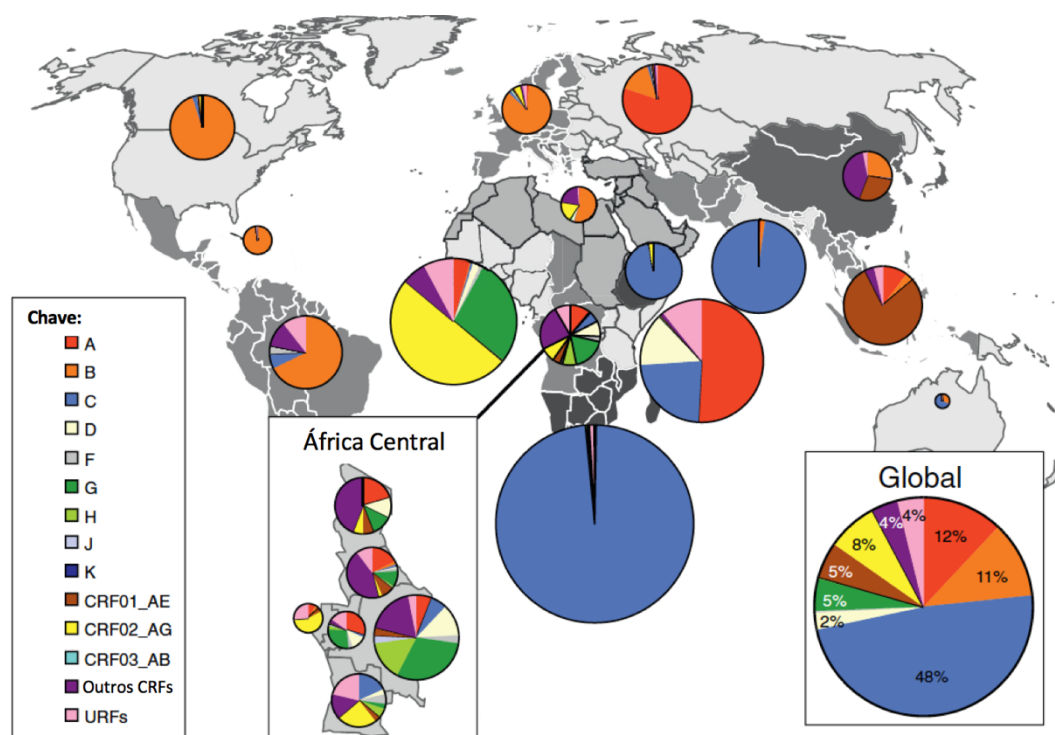 Chave:
A
B
C
D
F
G
H
J
K
CRF01_AE
CRF02_AG
CRF03_AB
Outros CRFs
URFs
África Central
Global
4%
4%
12%
8%
11%
5%
5%
2%
48%